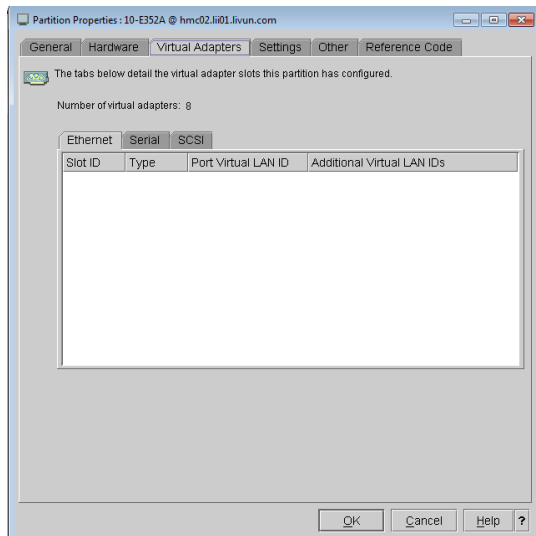 Partition Properties : 10-E352A @ hmc02.lii01.livun.com
General Hardware Virtual Adapters Settings Other Reference Code
The tabs below detail the virtual adapter slots this partition has configured.
Number of virtual adapters: 8
Ethernet Serial SCSI
Slot ID Type Port Virtual LAN ID Additional Virtual LAN IDs
OK Cancel Help ?